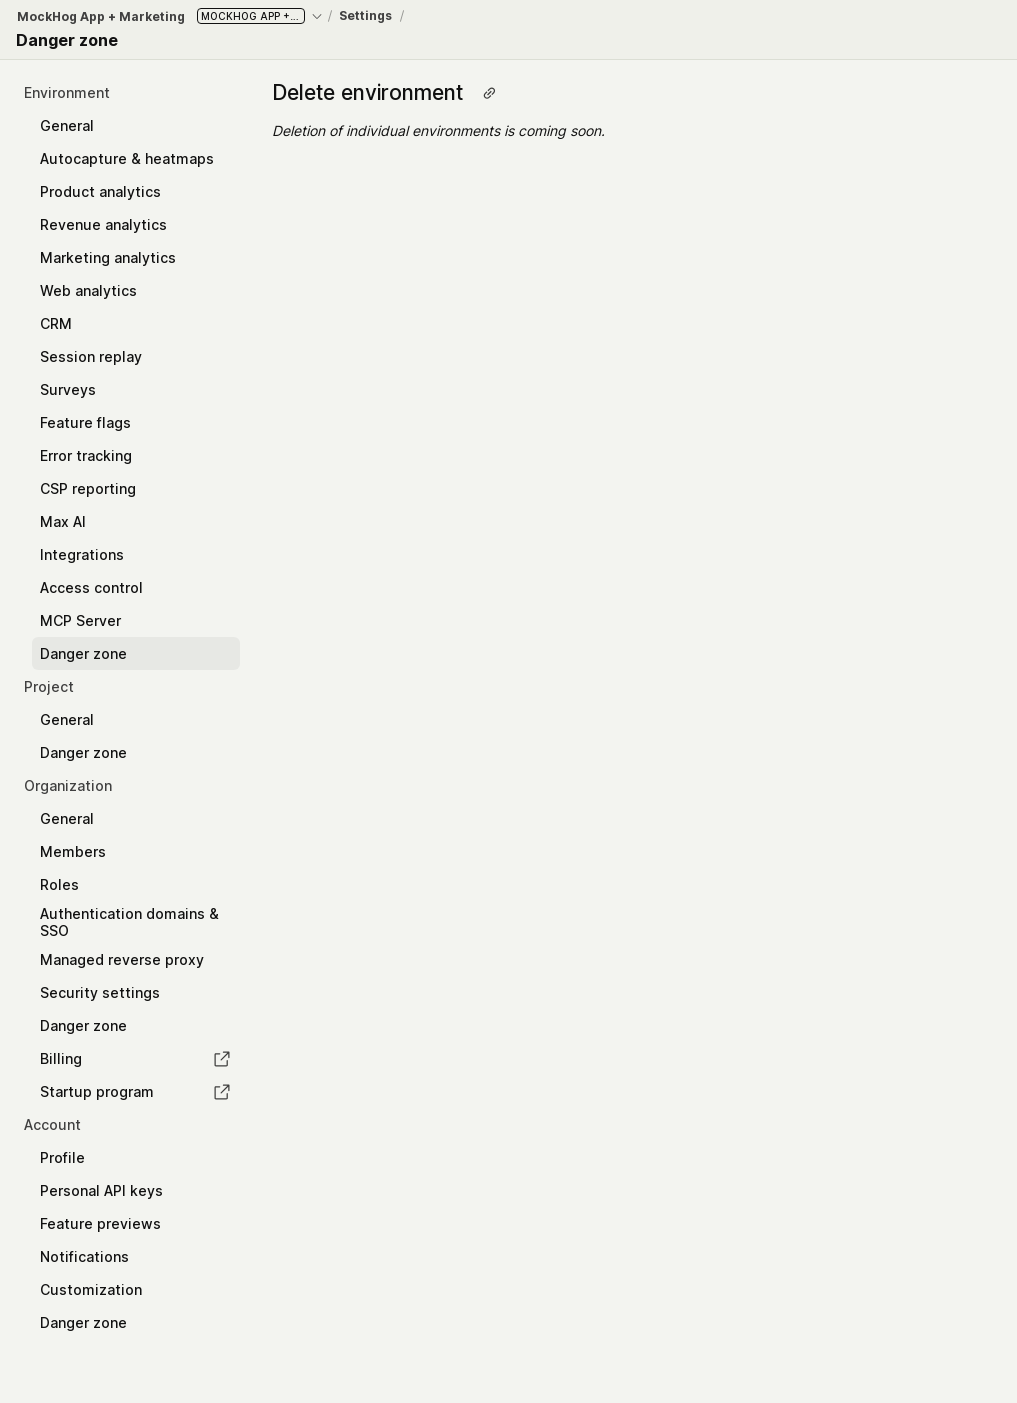 MockHog App + Marketing MOCKHOG APP +... / Settings /
Danger zone
Environment
General
Autocapture & heatmaps
Product analytics
Revenue analytics
Marketing analytics
Web analytics
CRM
Session replay
Surveys
Feature flags
Error tracking
CSP reporting
Max AI
Integrations
Access control
MCP Server
Danger zone
Project
General
Danger zone
Organization
General
Members
Roles
Authentication domains &
SSO
Managed reverse proxy
Security settings
Danger zone
Billing
Startup program
Account
Profile
Personal API keys
Feature previews
Notifications
Customization
Danger zone
Delete environment
Deletion of individual environments is coming soon.